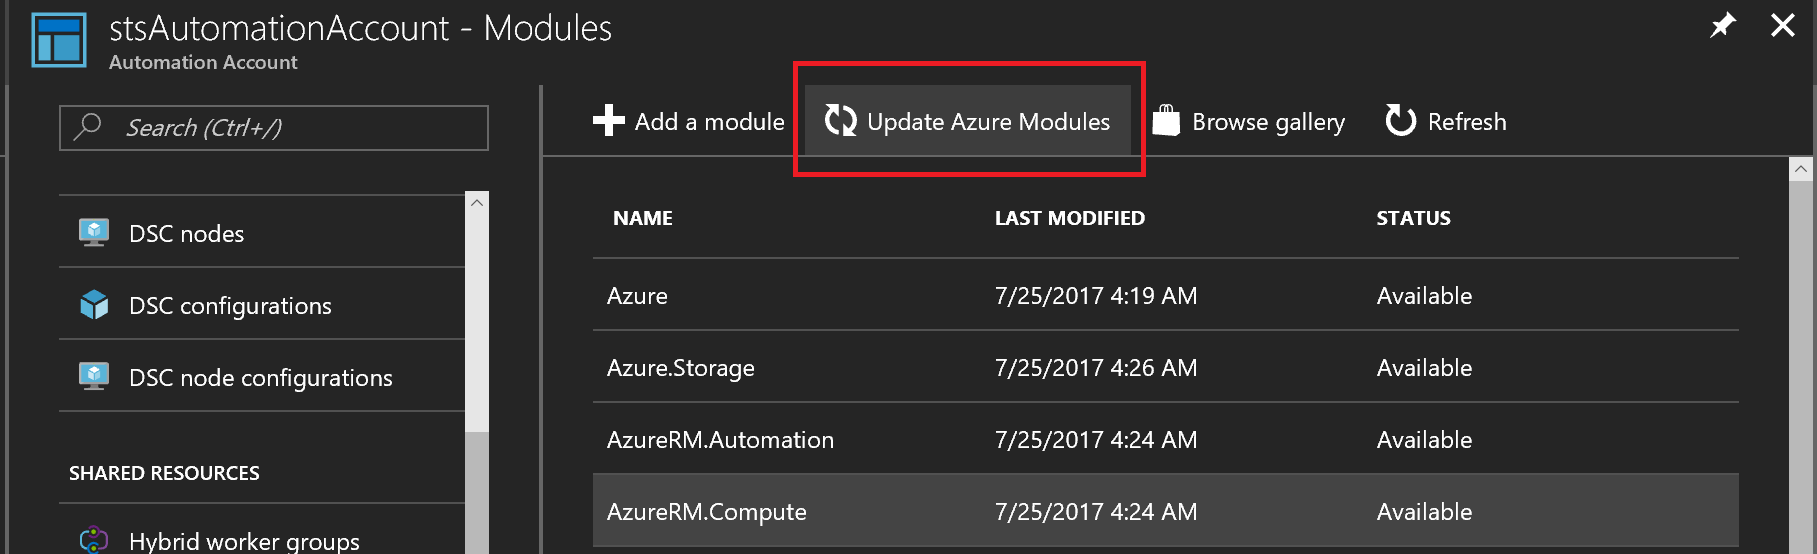 stsAutomationAccount - Modules
Automation Account
Search (Ctrl+/)
DSC nodes
DSC configurations
DSC node configurations
SHARED RESOURCES
Hybrid worker groups
Add a module Update Azure Modules Browse gallery Refresh
NAME LAST MODIFIED STATUS
Azure 7/25/2017 4:19 AM Available
Azure.Storage 7/25/2017 4:26 AM Available
AzureRM.Automation 7/25/2017 4:24 AM Available
AzureRM.Compute 7/25/2017 4:24 AM Available